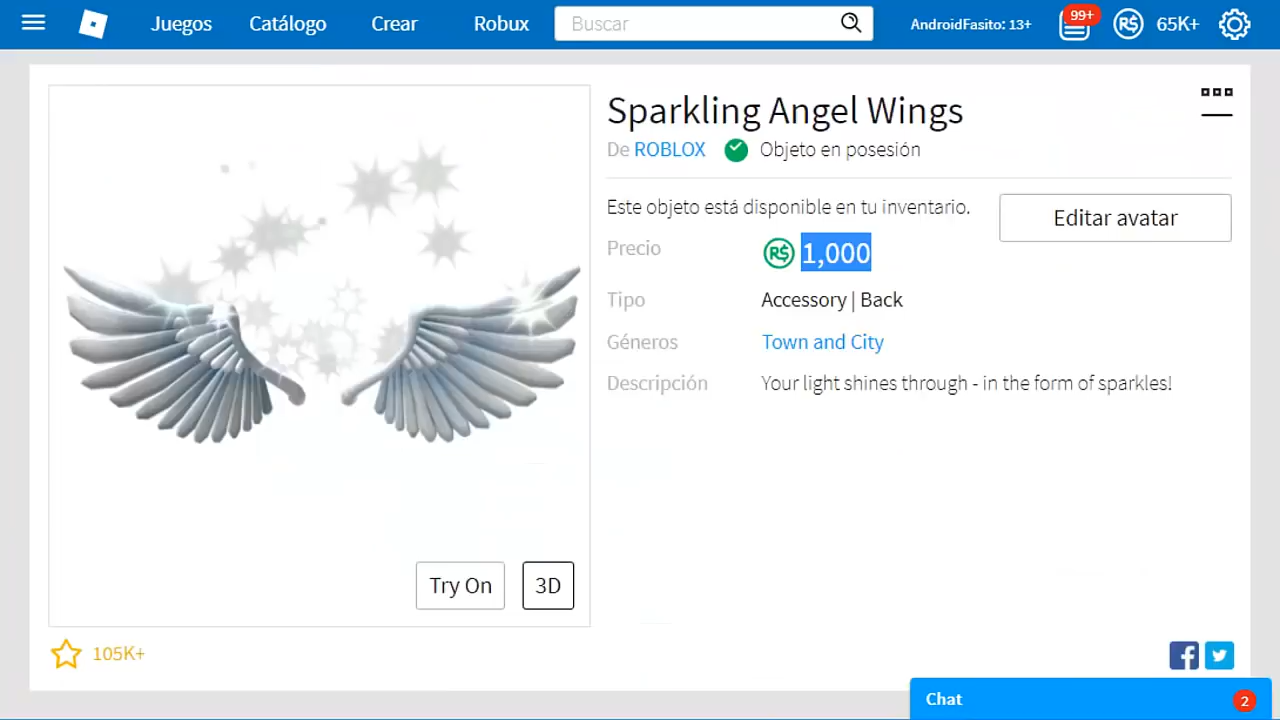 Juegos Catálogo Crear Robux Buscar AndroidFasito: 13+ 99+ R$ 65K+
Sparkling Angel Wings
De ROBLOX Objeto en posesión
Este objeto está disponible en tu inventario.
Editar avatar
Precio R$ 1,000
Tipo Accessory | Back
Géneros Town and City
Descripción Your light shines through - in the form of sparkles!
Try On 3D
105K+
Chat 2